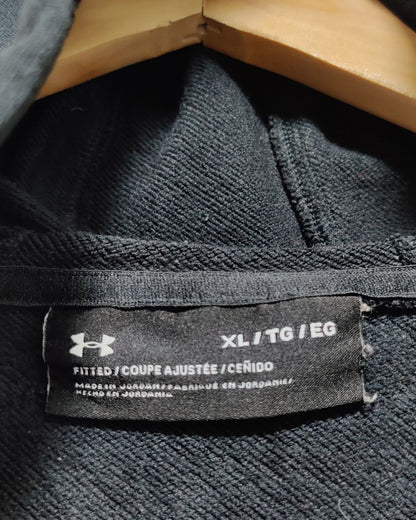 XL / TG / EG
FITTED / COUPE AJUSTÉE / CEÑIDO
MADE IN JORDAN / FABRIQUÉ EN JORDANIE /
HECHO EN JORDANIA